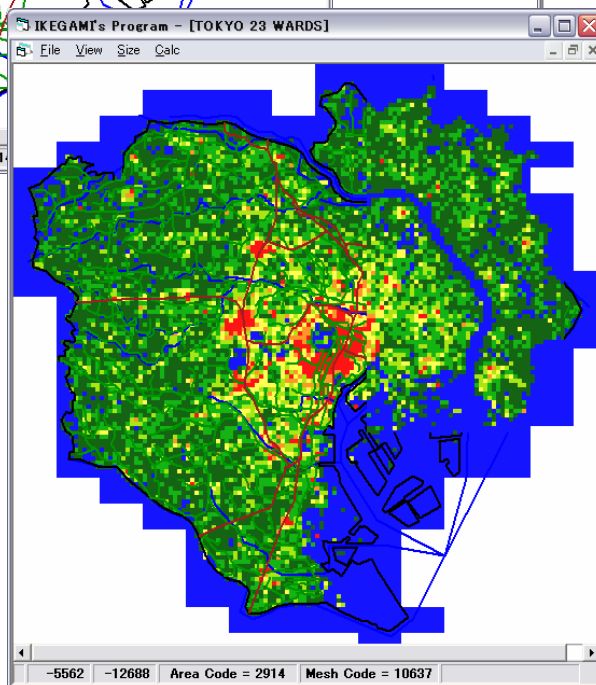 IKEGAMI's Program - [TOKYO 23 WARDS]
File View Size Calc
-5562 -12688 Area Code = 2914 Mesh Code = 10637